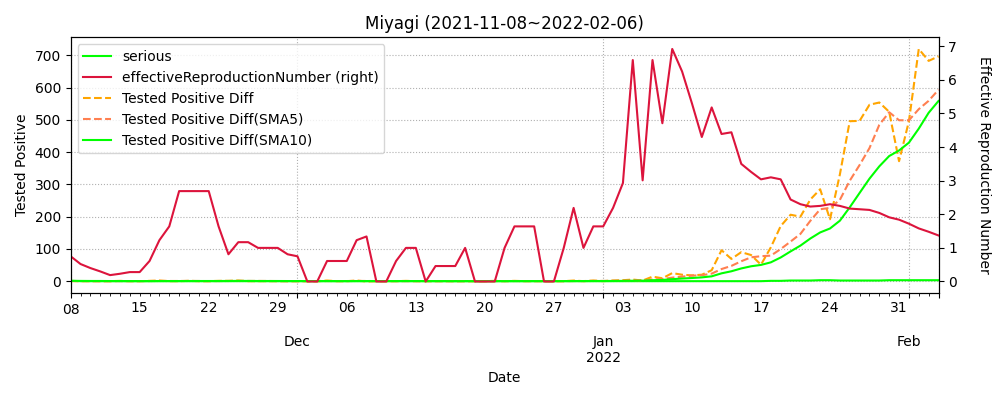 Miyagi (2021-11-08~2022-02-06)
serious
effectiveReproductionNumber (right)
Tested Positive Diff
Tested Positive Diff(SMA5)
Tested Positive Diff(SMA10)
Tested Positive
700
600
500
400
300
200
100
0
Effective Reproduction Number
7
6
5
4
3
2
1
0
08 15 22 29 06 13 20 27 03 10 17 24 31
Dec Jan Feb
2022
Date